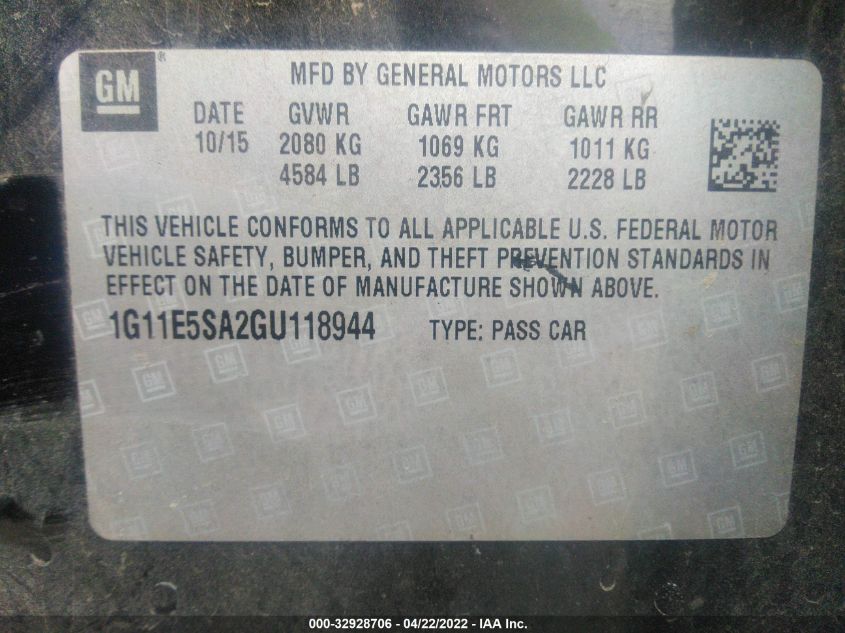 GM®
MFD BY GENERAL MOTORS LLC
DATE GVWR GAWR FRT GAWR RR
10/15 2080 KG 1069 KG 1011 KG
4584 LB 2356 LB 2228 LB
THIS VEHICLE CONFORMS TO ALL APPLICABLE U.S. FEDERAL MOTOR
VEHICLE SAFETY, BUMPER, AND THEFT PREVENTION STANDARDS IN
EFFECT ON THE DATE OF MANUFACTURE SHOWN ABOVE.
1G11E5SA2GU118944 TYPE: PASS CAR
000-32928706 - 04/22/2022 - IAA Inc.